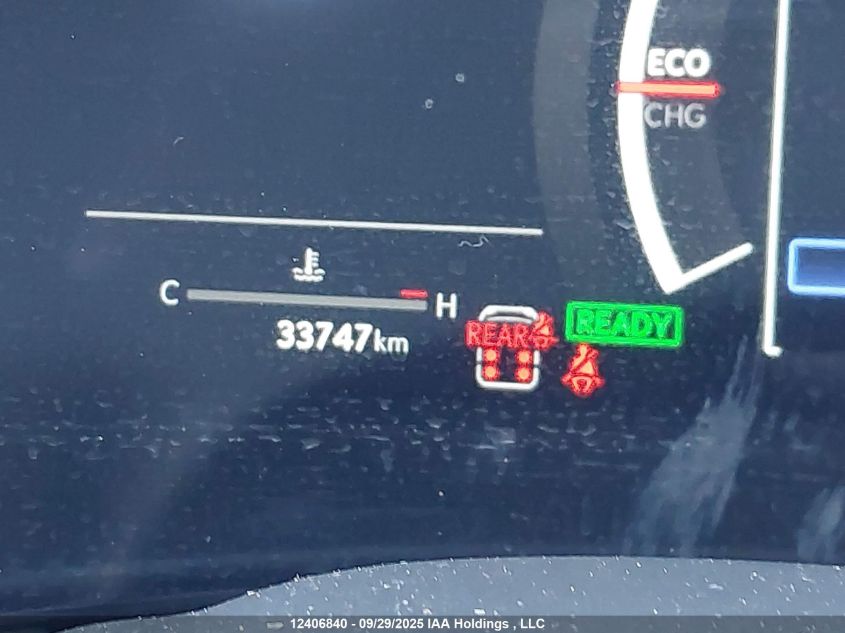 ECO
CHG
C H
33747km
REAR
READY
12406840 - 09/29/2025 IAA Holdings , LLC